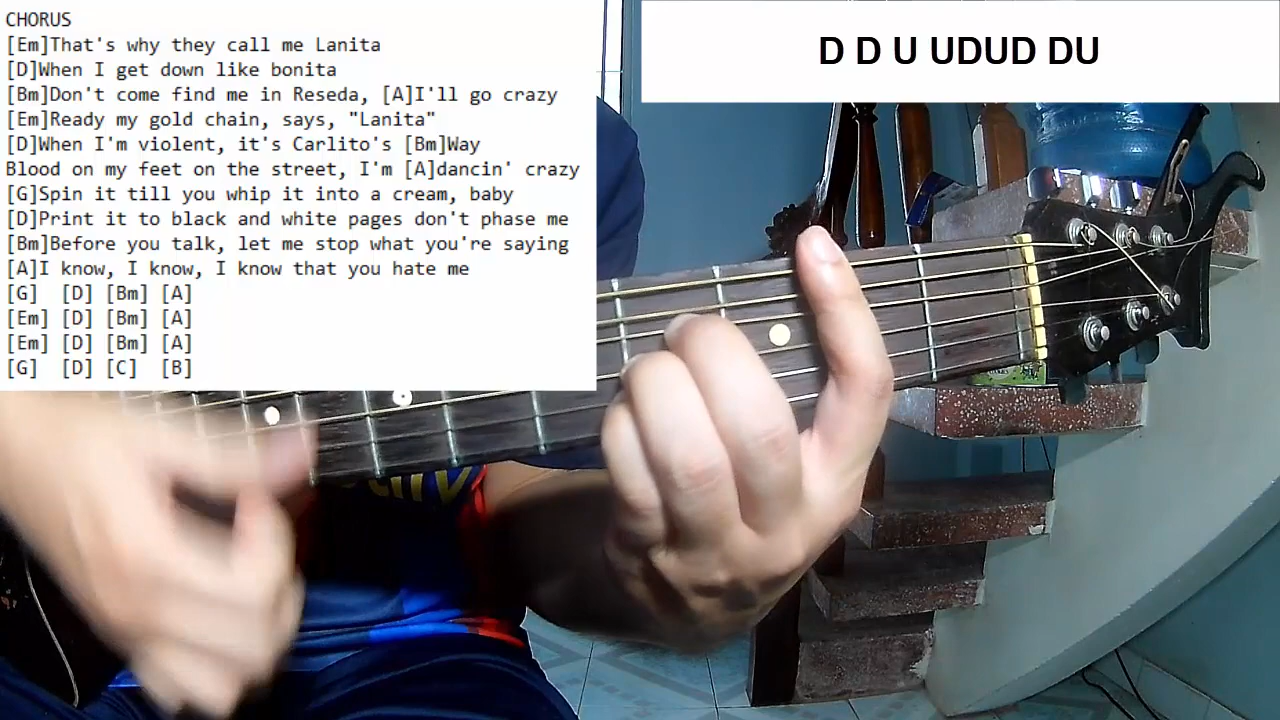 CHORUS
[Em]That's why they call me Lanita
[D]When I get down like bonita
[Bm]Don't come find me in Reseda, [A]I'll go crazy
[Em]Ready my gold chain, says, "Lanita"
[D]When I'm violent, it's Carlito's [Bm]Way
Blood on my feet on the street, I'm [A]dancin' crazy
[G]Spin it till you whip it into a cream, baby
[D]Print it to black and white pages don't phase me
[Bm]Before you talk, let me stop what you're saying
[A]I know, I know, I know that you hate me
[G] [D] [Bm] [A]
[Em] [D] [Bm] [A]
[Em] [D] [Bm] [A]
[G] [D] [C] [B]
D D U UDUD DU